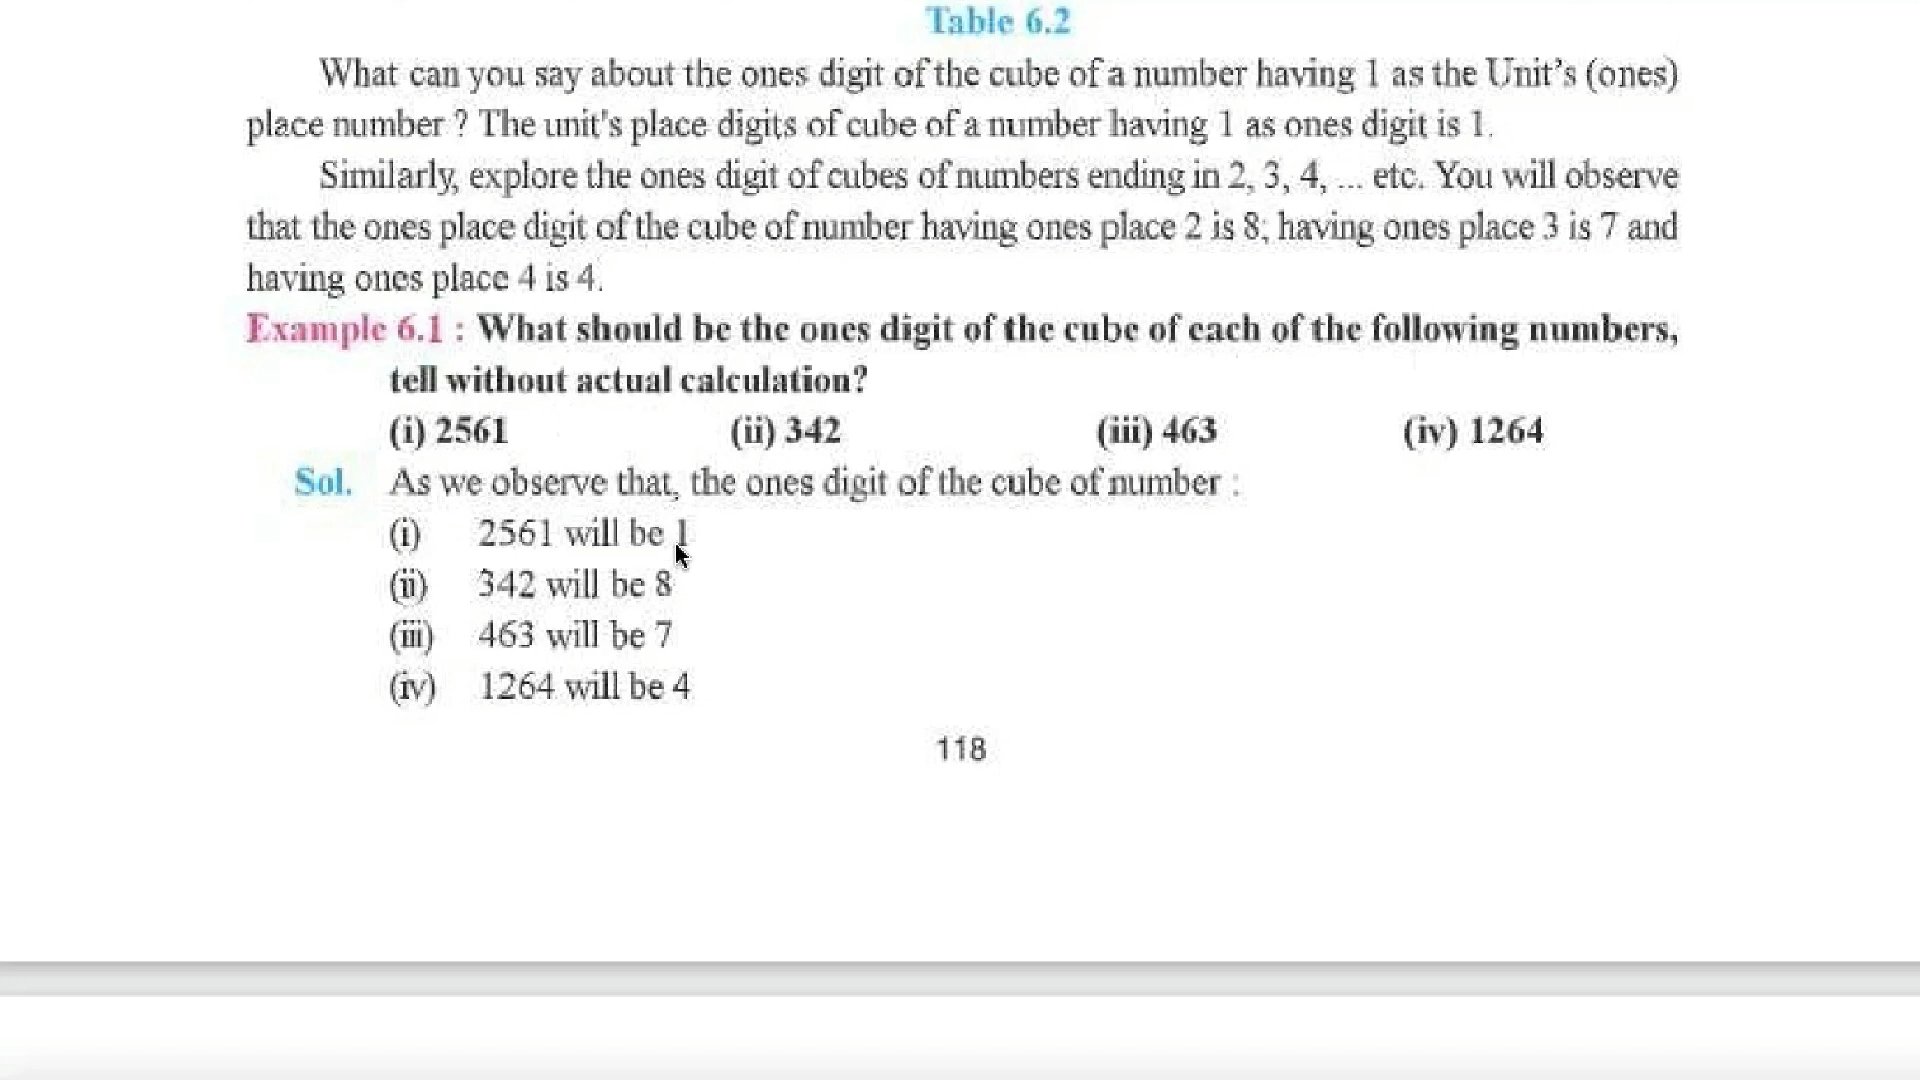 Table 6.2
What can you say about the ones digit of the cube of a number having 1 as the Unit's (ones)
place number ? The unit's place digits of cube of a number having 1 as ones digit is 1.
Similarly, explore the ones digit of cubes of numbers ending in 2, 3, 4, ... etc. You will observe
that the ones place digit of the cube of number having ones place 2 is 8; having ones place 3 is 7 and
having ones place 4 is 4.
Example 6.1 : What should be the ones digit of the cube of each of the following numbers,
tell without actual calculation?
(i) 2561 (ii) 342 (iii) 463 (iv) 1264
Sol. As we observe that, the ones digit of the cube of number :
(i) 2561 will be 1
(ii) 342 will be 8
(iii) 463 will be 7
(iv) 1264 will be 4
118